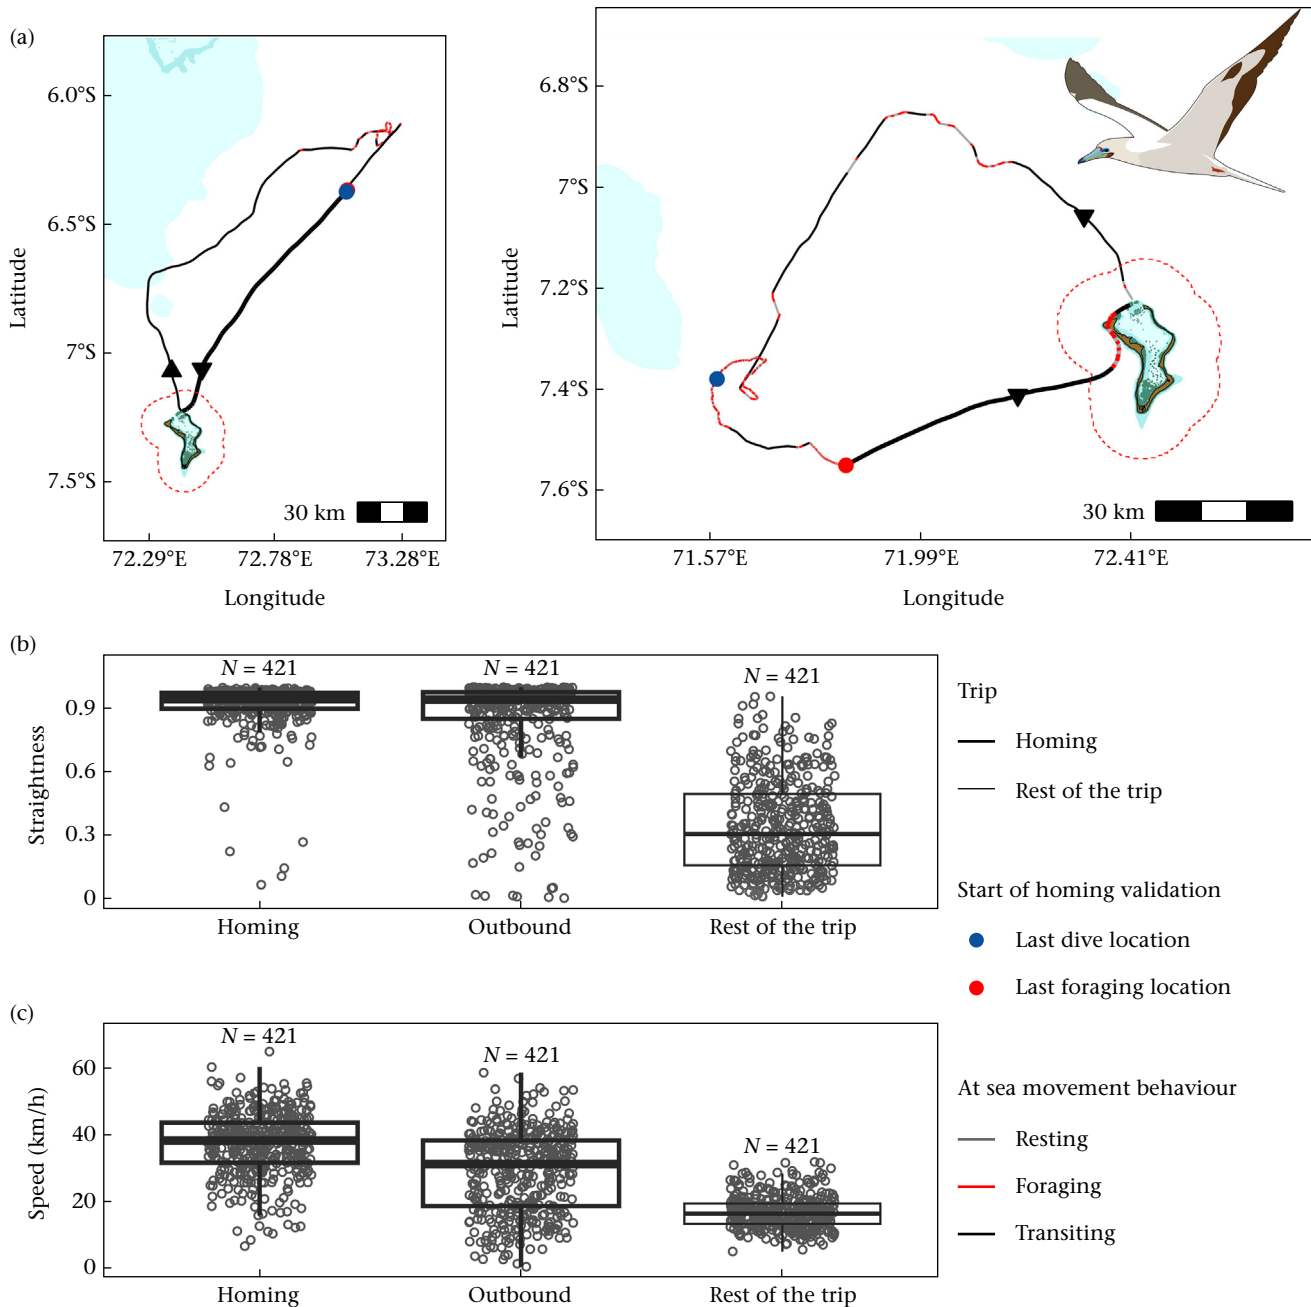 (a)
6.0°S
6.5°S
7°S
7.5°S
Latitude
30 km
72.29°E 72.78°E 73.28°E
Longitude
6.8°S
7°S
7.2°S
7.4°S
7.6°S
Latitude
30 km
71.57°E 71.99°E 72.41°E
Longitude
(b)
N = 421 N = 421 N = 421
0.9
0.6
0.3
0
Straightness
Homing Outbound Rest of the trip
(c)
N = 421 N = 421 N = 421
60
40
20
0
Speed (km/h)
Homing Outbound Rest of the trip
Trip
Homing
Rest of the trip
Start of homing validation
Last dive location
Last foraging location
At sea movement behaviour
Resting
Foraging
Transiting